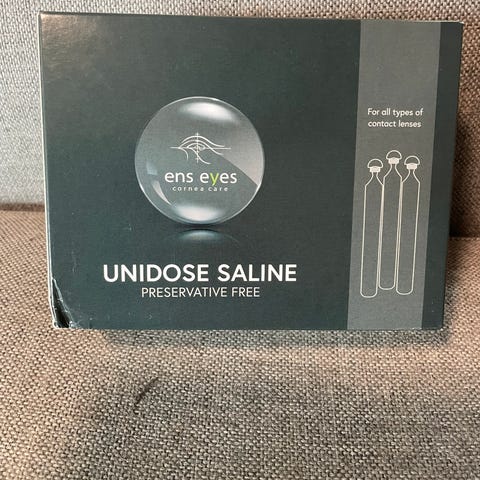 For all types of
contact lenses
ens eyes
cornea care
UNIDOSE SALINE
PRESERVATIVE FREE